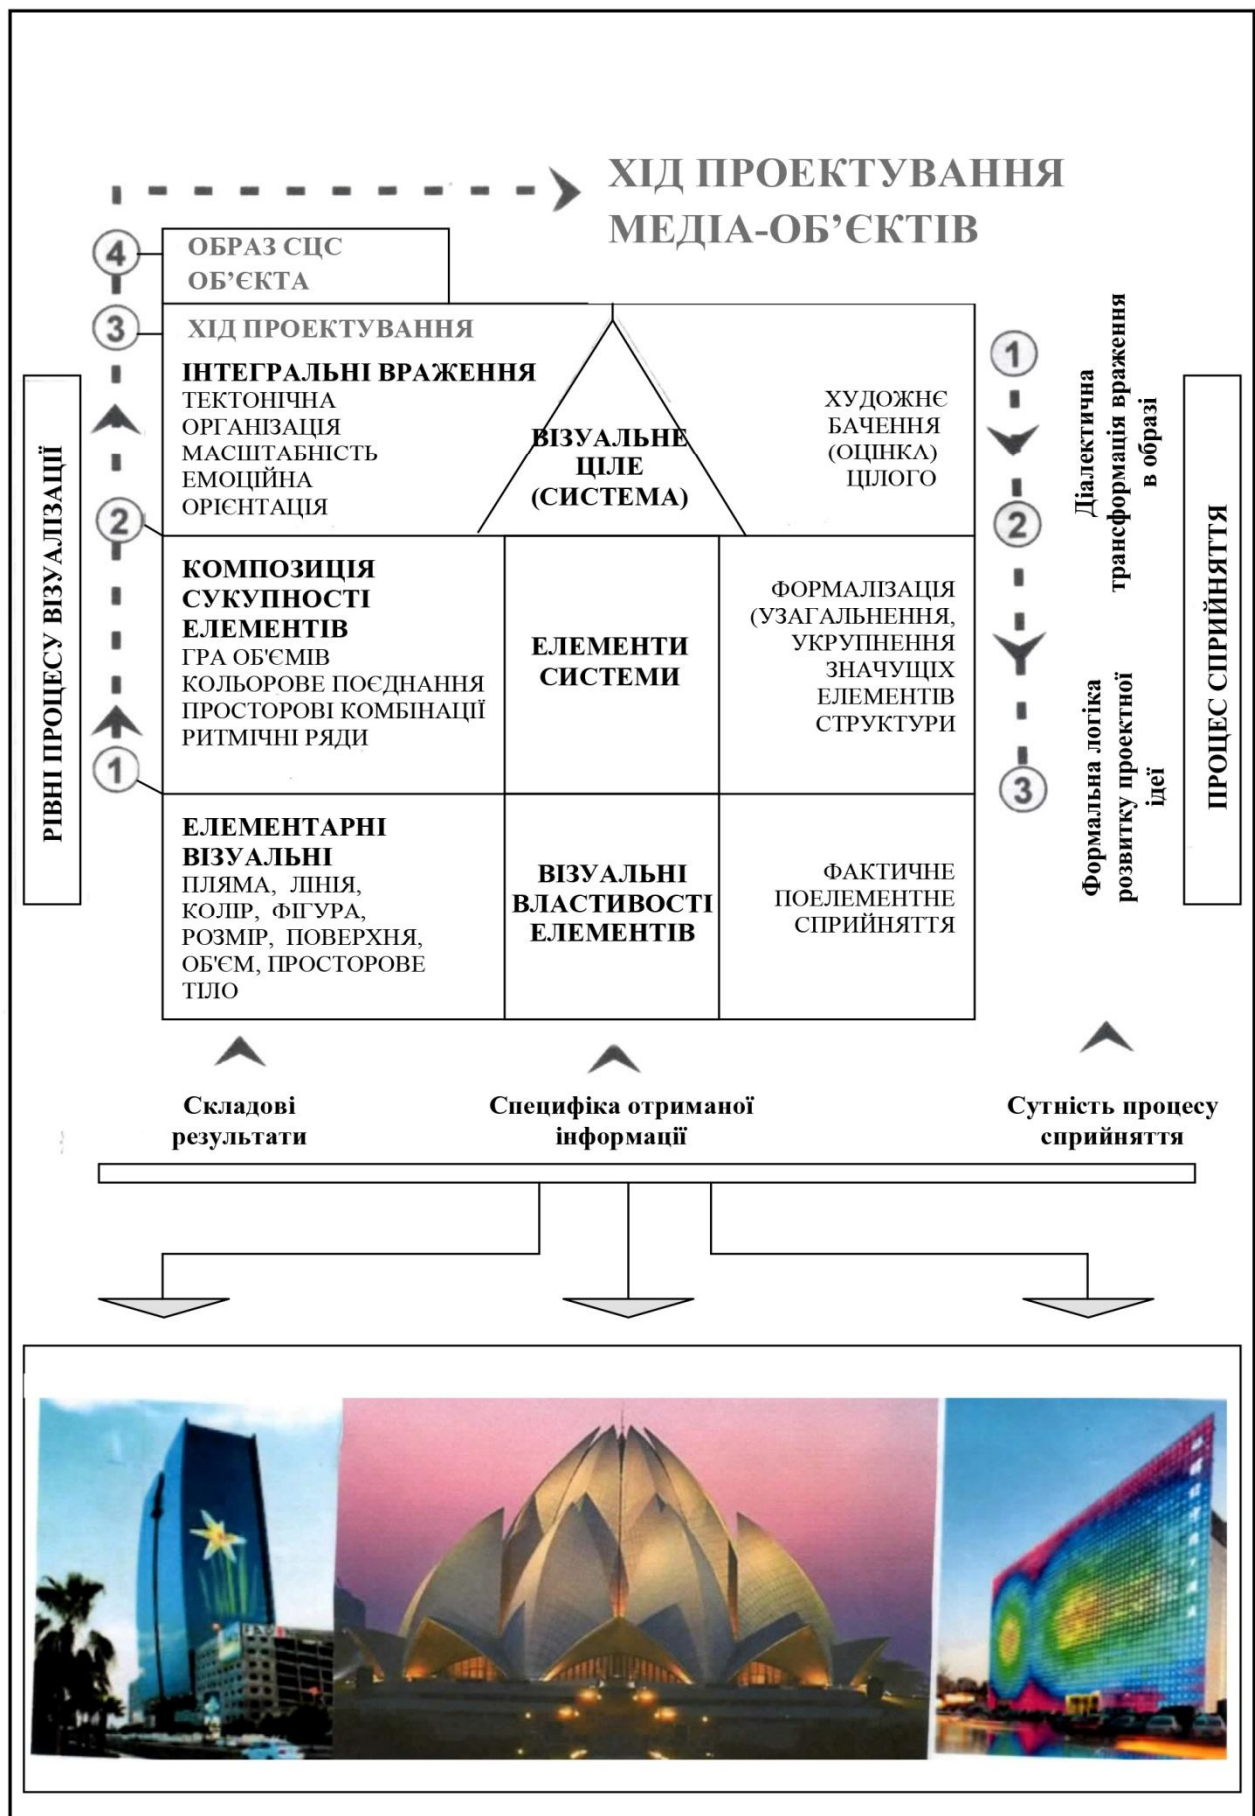 ХІД ПРОЕКТУВАННЯ
МЕДІА-ОБ’ЄКТІВ
4
ОБРАЗ СЦС
ОБ’ЄКТА
3
ХІД ПРОЕКТУВАННЯ
ІНТЕГРАЛЬНІ ВРАЖЕННЯ
ТЕКТОНІЧНА
ОРГАНІЗАЦІЯ
МАСШТАБНІСТЬ
ЕМОЦІЙНА
ОРІЄНТАЦІЯ
ВІЗУАЛЬНЕ
ЦІЛЕ
(СИСТЕМА)
ХУДОЖНЄ
БАЧЕННЯ
(ОЦІНКА)
ЦІЛОГО
2
КОМПОЗИЦІЯ
СУКУПНОСТІ
ЕЛЕМЕНТІВ
ГРА ОБ'ЄМІВ
КОЛЬОРОВЕ ПОЄДНАННЯ
ПРОСТОРОВІ КОМБІНАЦІЇ
РИТМІЧНІ РЯДИ
ЕЛЕМЕНТИ
СИСТЕМИ
ФОРМАЛІЗАЦІЯ
(УЗАГАЛЬНЕННЯ,
УКРУПНЕННЯ
ЗНАЧУЩІХ
ЕЛЕМЕНТІВ
СТРУКТУРИ
1
ЕЛЕМЕНТАРНІ
ВІЗУАЛЬНІ
ПЛЯМА, ЛІНІЯ,
КОЛІР, ФІГУРА,
РОЗМІР, ПОВЕРХНЯ,
ОБ'ЄМ, ПРОСТОРОВЕ
ТІЛО
ВІЗУАЛЬНІ
ВЛАСТИВОСТІ
ЕЛЕМЕНТІВ
ФАКТИЧНЕ
ПОЕЛЕМЕНТНЕ
СПРИЙНЯТТЯ
РІВНІ ПРОЦЕСУ ВІЗУАЛІЗАЦІЇ
1
2
3
Діалектична
трансформація враження
в образі
Формальна логіка
розвитку проектної
ідеї
ПРОЦЕС СПРИЙНЯТТЯ
Складові
результати
Специфіка отриманої
інформації
Сутність процесу
сприйняття